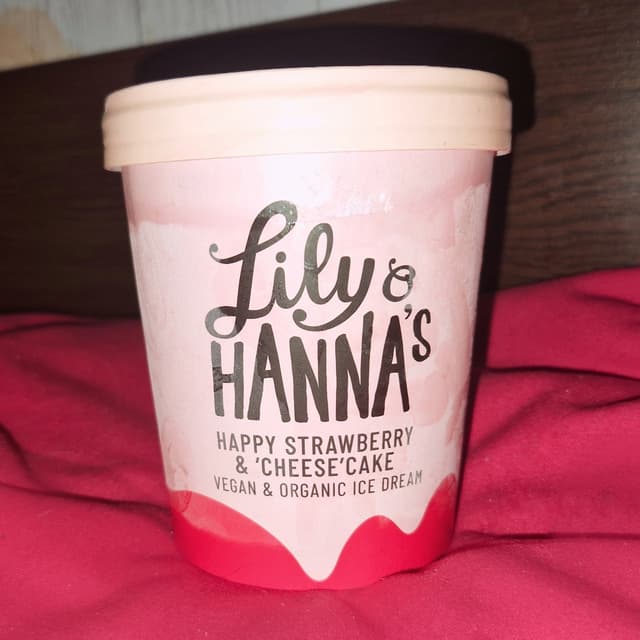 Lily &
HANNA'S
HAPPY STRAWBERRY
& 'CHEESE'CAKE
VEGAN & ORGANIC ICE DREAM